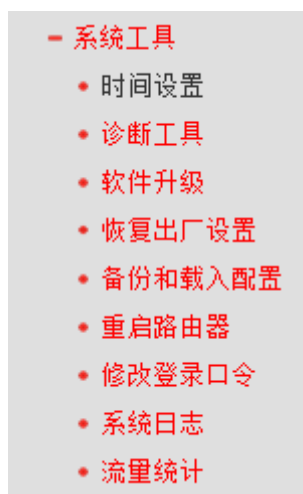 − 系统工具
• 时间设置
• 诊断工具
• 软件升级
• 恢复出厂设置
• 备份和载入配置
• 重启路由器
• 修改登录口令
• 系统日志
• 流量统计